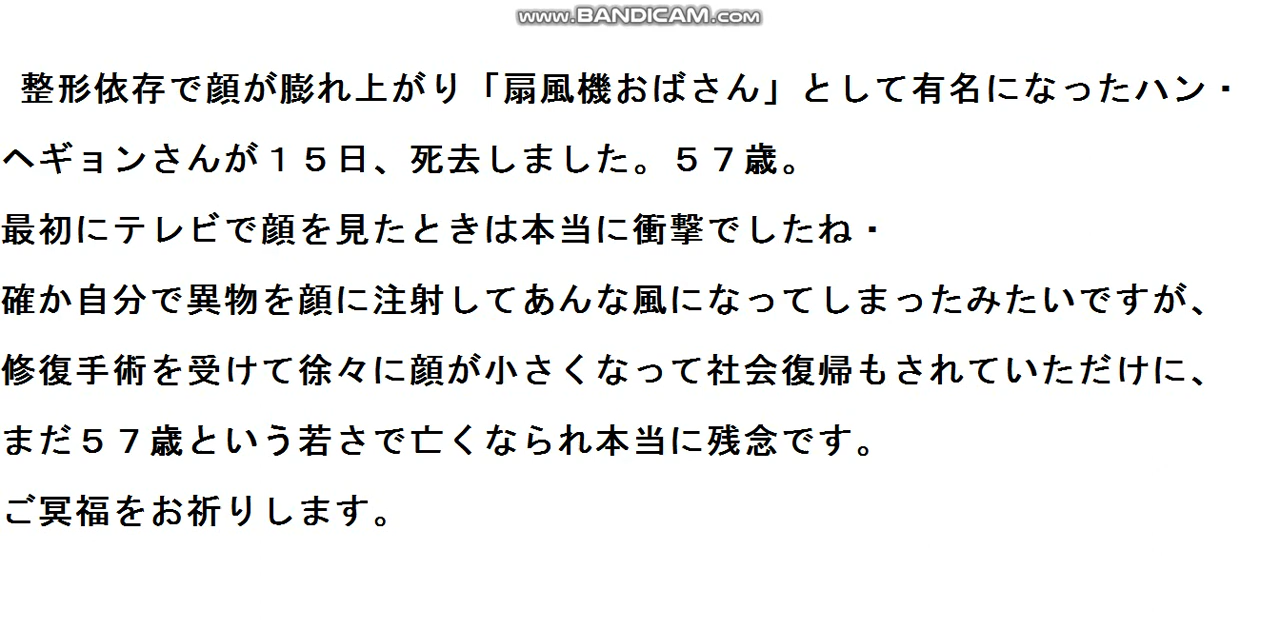 www.BANDICAM.com
整形依存で顔が膨れ上がり「扇風機おばさん」として有名になったハン・
ヘギョンさんが１５日、死去しました。５７歳。
最初にテレビで顔を見たときは本当に衝撃でしたね・
確か自分で異物を顔に注射してあんな風になってしまったみたいですが、
修復手術を受けて徐々に顔が小さくなって社会復帰もされていただけに、
まだ５７歳という若さで亡くなられ本当に残念です。
ご冥福をお祈りします。